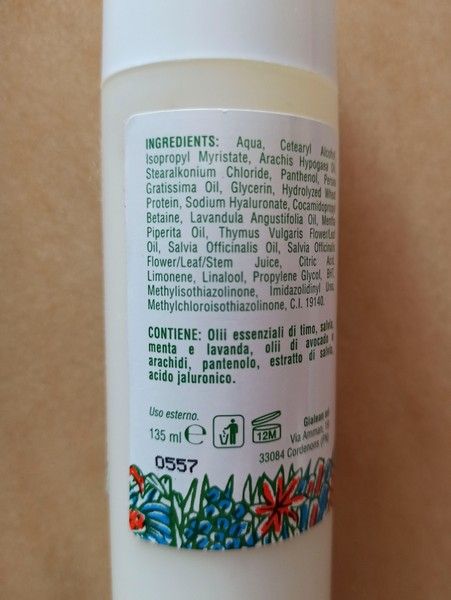 INGREDIENTS: Aqua, Cetearyl Alcohol,
Isopropyl Myristate, Arachis Hypogaea Oil,
Stearalkonium Chloride, Panthenol, Persea
Gratissima Oil, Glycerin, Hydrolyzed Wheat
Protein, Sodium Hyaluronate, Cocamidopropyl
Betaine, Lavandula Angustifolia Oil, Mentha
Piperita Oil, Thymus Vulgaris Flower/Leaf
Oil, Salvia Officinalis Oil, Salvia Officinalis
Flower/Leaf/Stem Juice, Citric Acid,
Limonene, Linalool, Propylene Glycol, BHT,
Methylisothiazolinone, Imidazolidinyl Urea,
Methylchloroisothiazolinone, C.I. 19140.
CONTIENE: Olii essenziali di timo, salvia,
menta e lavanda, olii di avocado e
arachidi, pantenolo, estratto di salvia,
acido jaluronico.
Uso esterno.
135 ml e 12M
Via Amman, 19
33084 Cordenons (PN)
0557